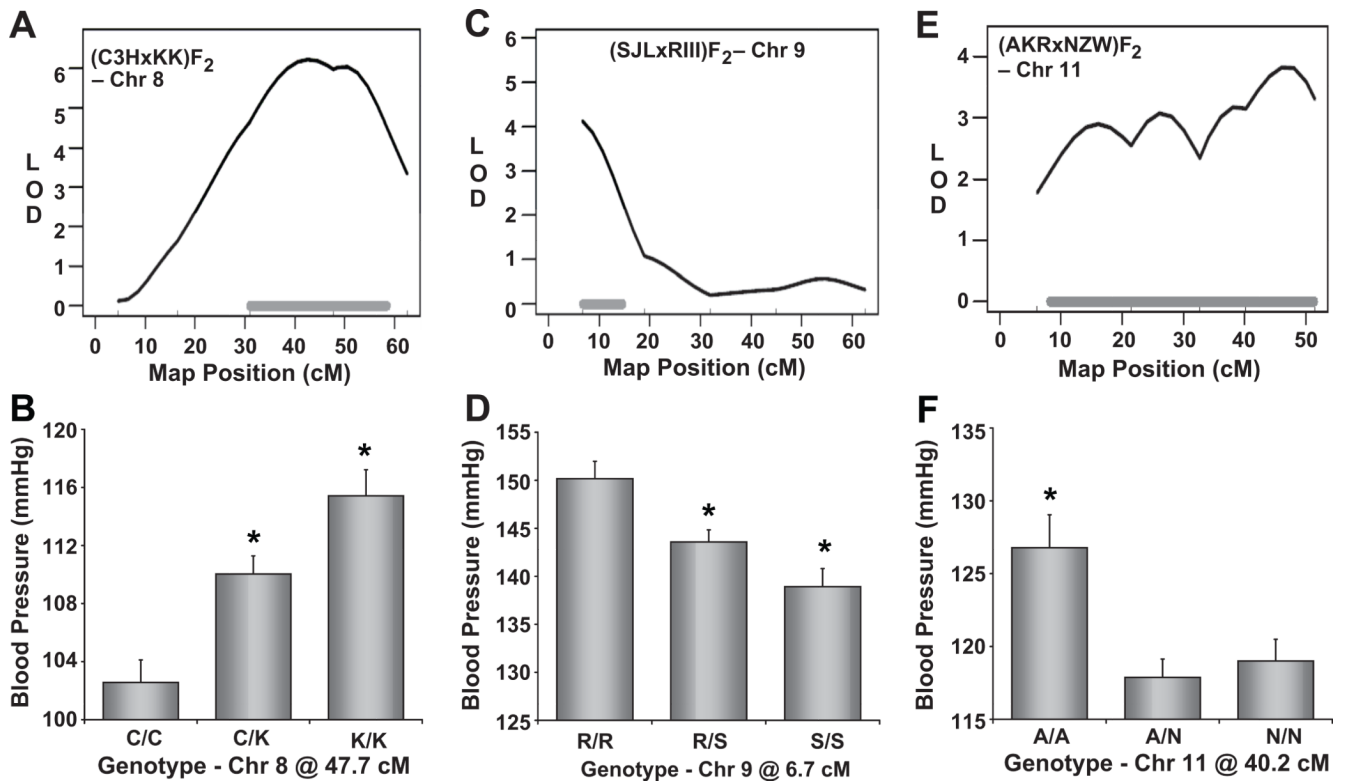 A
(C3HxKK)F2
– Chr 8
6
5
4
3
2
1
0
L
O
D
0 10 20 30 40 50 60
Map Position (cM)
C
(SJLxRIII)F2– Chr 9
6
5
4
3
2
1
0
L
O
D
0 10 20 30 40 50 60
Map Position (cM)
E
(AKRxNZW)F2
– Chr 11
4
3
2
1
0
L
O
D
0 10 20 30 40 50
Map Position (cM)
B
Blood Pressure (mmHg)
120
116
112
108
104
100
*
*
C/C C/K K/K
Genotype - Chr 8 @ 47.7 cM
D
Blood Pressure (mmHg)
155
150
145
140
135
130
125
*
*
R/R R/S S/S
Genotype - Chr 9 @ 6.7 cM
F
Blood Pressure (mmHg)
135
130
125
120
115
*
A/A A/N N/N
Genotype - Chr 11 @ 40.2 cM